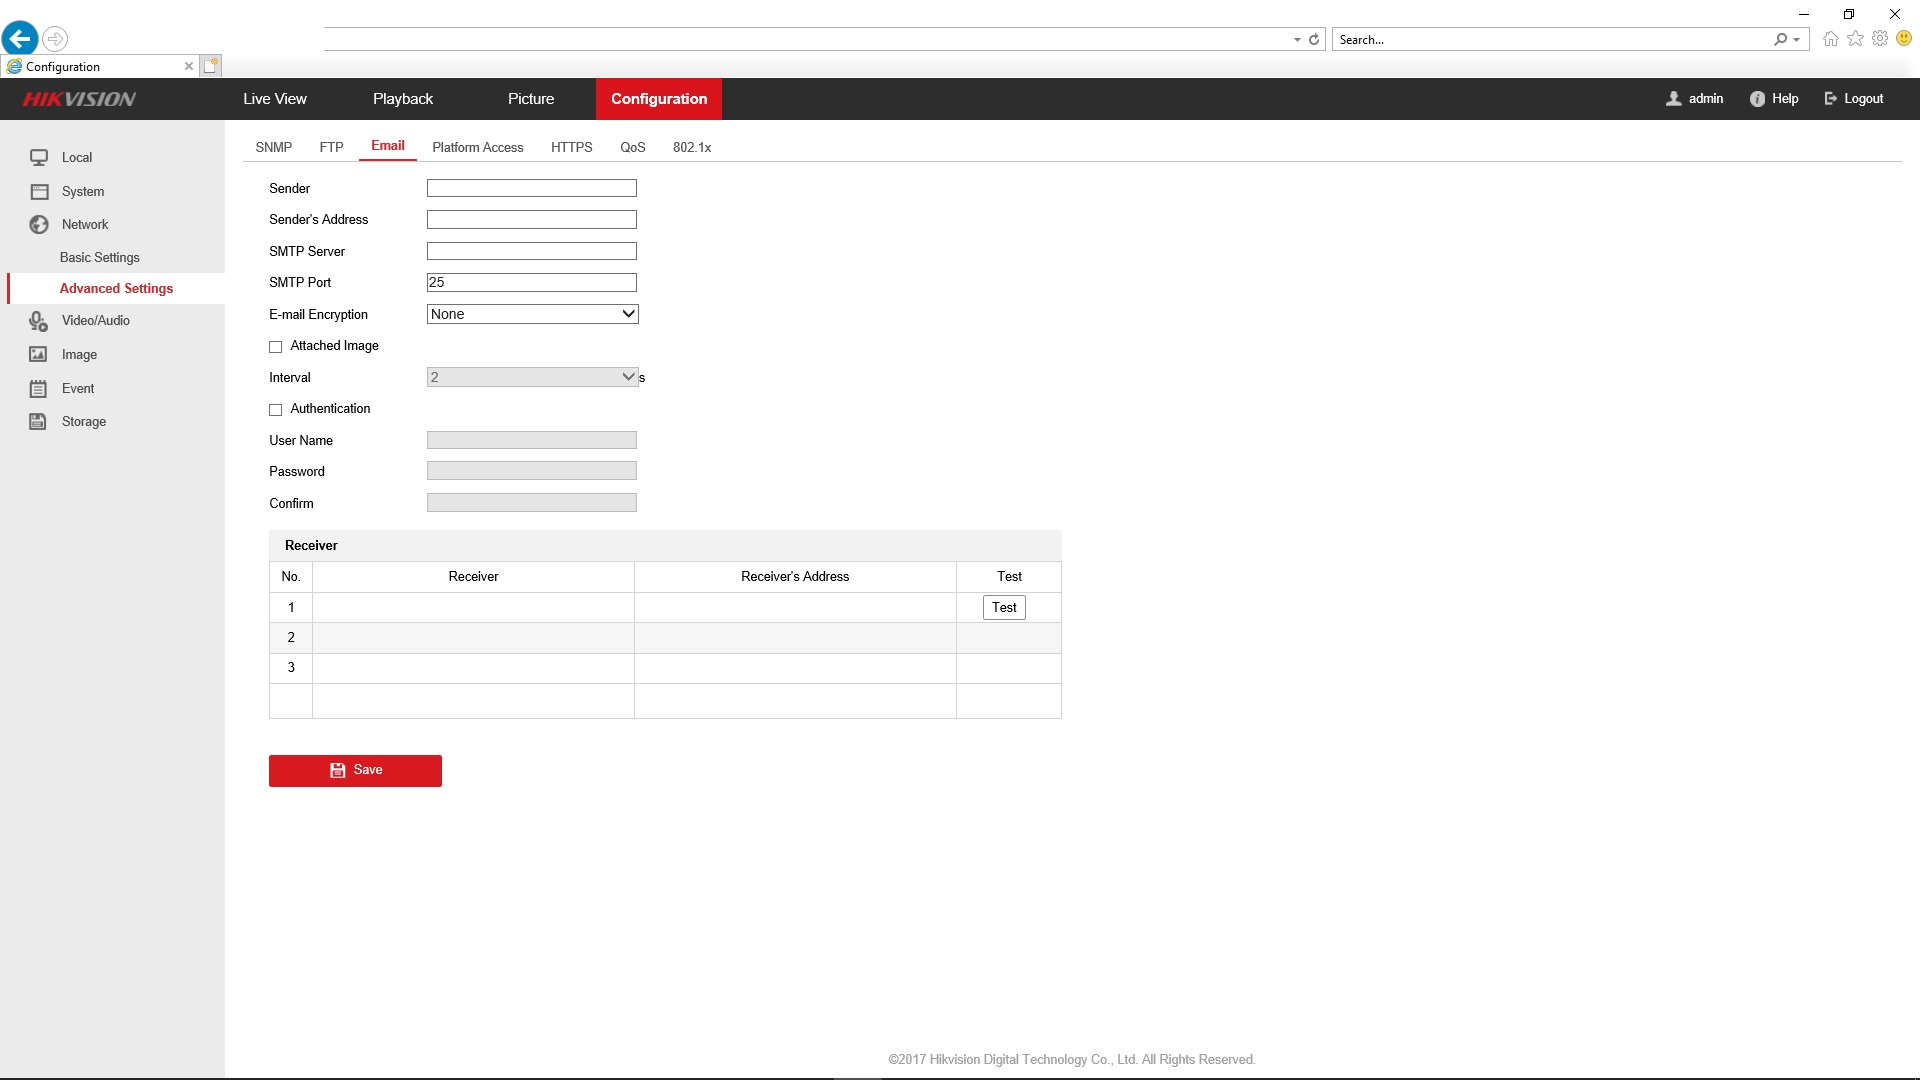 Search...
Configuration
HIKVISION
Live View
Playback
Picture
Configuration
admin
Help
Logout
Local
System
Network
Basic Settings
Advanced Settings
Video/Audio
Image
Event
Storage
SNMP
FTP
Email
Platform Access
HTTPS
QoS
802.1x
Sender
Sender's Address
SMTP Server
SMTP Port
25
E-mail Encryption
None
Attached Image
Interval
2
s
Authentication
User Name
Password
Confirm
Receiver
No.
Receiver
Receiver's Address
Test
1
Test
2
3
Save
©2017 Hikvision Digital Technology Co., Ltd. All Rights Reserved.